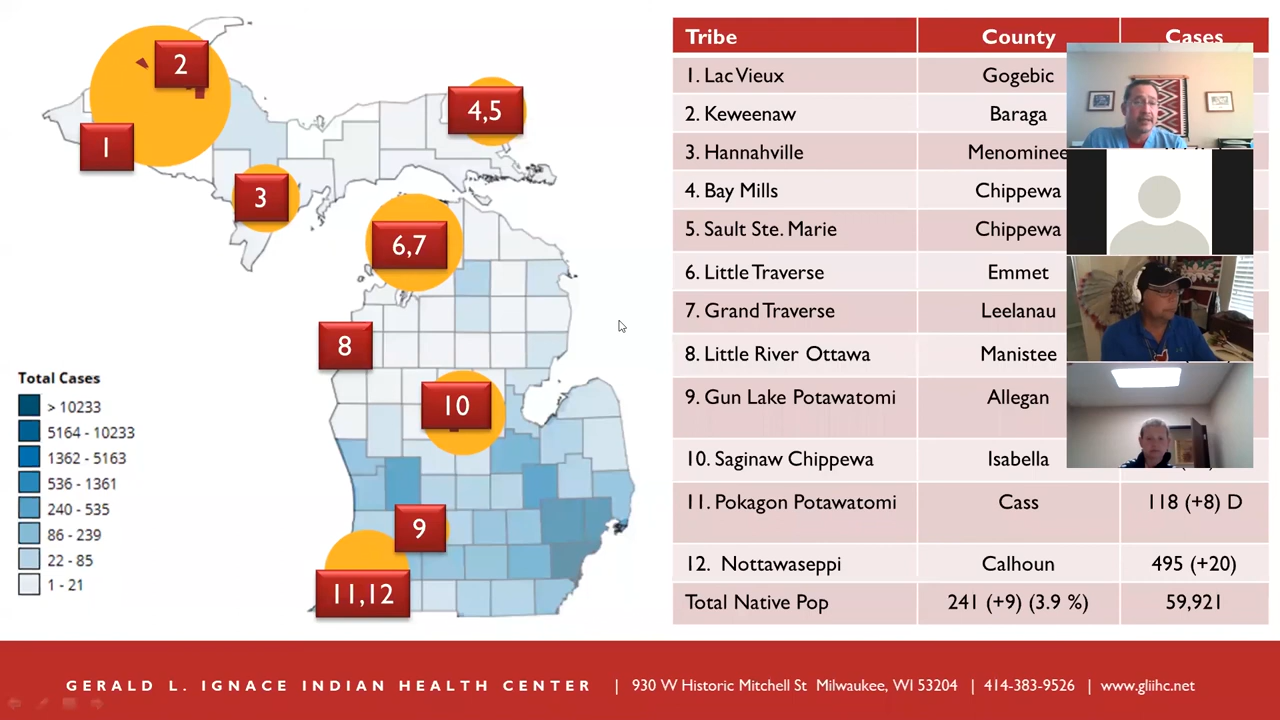 2
1
4,5
3
6,7
8
10
9
11,12
Total Cases
> 10233
5164 - 10233
1362 - 5163
536 - 1361
240 - 535
86 - 239
22 - 85
1 - 21
Tribe County Cases
1. Lac Vieux Gogebic
2. Keweenaw Baraga
3. Hannahville Menominee
4. Bay Mills Chippewa
5. Sault Ste. Marie Chippewa
6. Little Traverse Emmet
7. Grand Traverse Leelanau
8. Little River Ottawa Manistee
9. Gun Lake Potawatomi Allegan
10. Saginaw Chippewa Isabella
11. Pokagon Potawatomi Cass 118 (+8) D
12. Nottawaseppi Calhoun 495 (+20)
Total Native Pop 241 (+9) (3.9 %) 59,921
GERALD L. IGNACE INDIAN HEALTH CENTER | 930 W Historic Mitchell St Milwaukee, WI 53204 | 414-383-9526 | www.gliihc.net